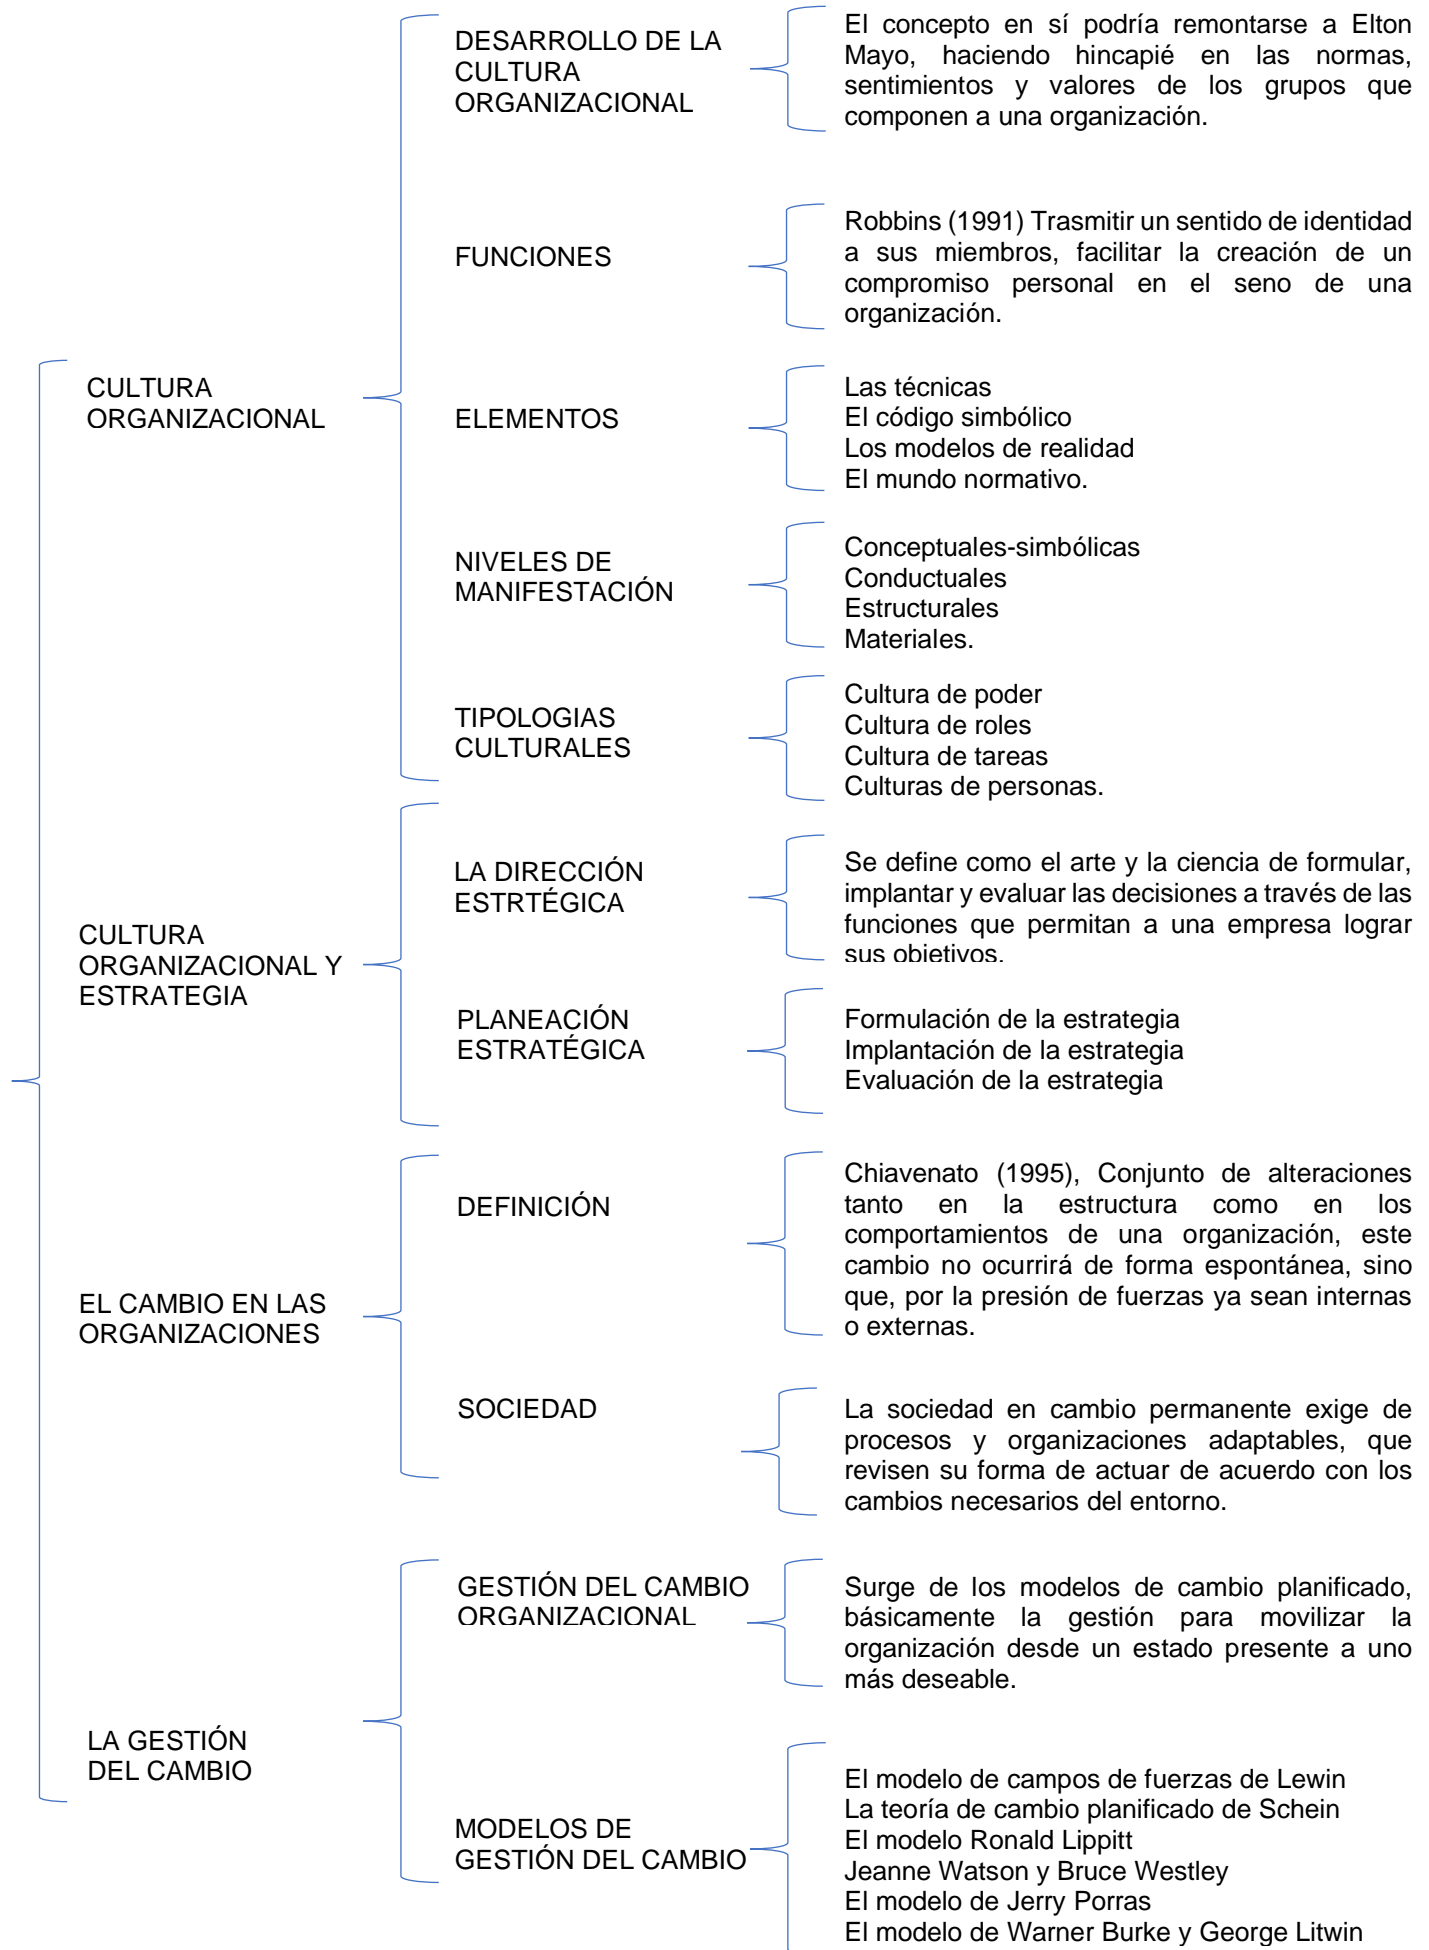 DESARROLLO DE LA
CULTURA
ORGANIZACIONAL
El concepto en sí podría remontarse a Elton
Mayo, haciendo hincapié en las normas,
sentimientos y valores de los grupos que
componen a una organización.
FUNCIONES
Robbins (1991) Trasmitir un sentido de identidad
a sus miembros, facilitar la creación de un
compromiso personal en el seno de una
organización.
CULTURA
ORGANIZACIONAL
ELEMENTOS
Las técnicas
El código simbólico
Los modelos de realidad
El mundo normativo.
NIVELES DE
MANIFESTACIÓN
Conceptuales-simbólicas
Conductuales
Estructurales
Materiales.
TIPOLOGIAS
CULTURALES
Cultura de poder
Cultura de roles
Cultura de tareas
Culturas de personas.
CULTURA
ORGANIZACIONAL Y
ESTRATEGIA
LA DIRECCIÓN
ESTRTÉGICA
Se define como el arte y la ciencia de formular,
implantar y evaluar las decisiones a través de las
funciones que permitan a una empresa lograr
sus objetivos.
PLANEACIÓN
ESTRATÉGICA
Formulación de la estrategia
Implantación de la estrategia
Evaluación de la estrategia
EL CAMBIO EN LAS
ORGANIZACIONES
DEFINICIÓN
Chiavenato (1995), Conjunto de alteraciones
tanto en la estructura como en los
comportamientos de una organización, este
cambio no ocurrirá de forma espontánea, sino
que, por la presión de fuerzas ya sean internas
o externas.
SOCIEDAD
La sociedad en cambio permanente exige de
procesos y organizaciones adaptables, que
revisen su forma de actuar de acuerdo con los
cambios necesarios del entorno.
LA GESTIÓN
DEL CAMBIO
GESTIÓN DEL CAMBIO
ORGANIZACIONAL
Surge de los modelos de cambio planificado,
básicamente la gestión para movilizar la
organización desde un estado presente a uno
más deseable.
MODELOS DE
GESTIÓN DEL CAMBIO
El modelo de campos de fuerzas de Lewin
La teoría de cambio planificado de Schein
El modelo Ronald Lippitt
Jeanne Watson y Bruce Westley
El modelo de Jerry Porras
El modelo de Warner Burke y George Litwin